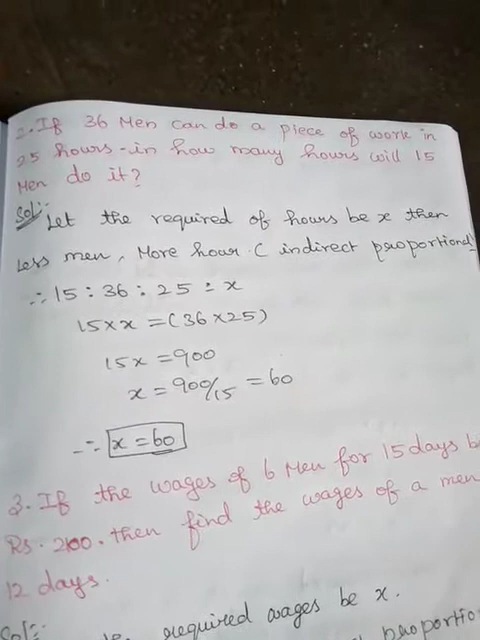 2. If 36 Men can do a piece of work in
25 hours - in how many hours will 15
Men do it?
Sol:-
Let the required of hours be x then
Less men, More hour. ( indirect proportional)
∴ 15 : 36 : 25 : x
15 × x = (36 × 25)
15x = 900
x = 900/15 = 60
∴ x = 60
3. If the wages of 6 Men for 15 days b
Rs. 2100. then find the wages of a men
12 days.
Sol:-
required wages be x.
proportio